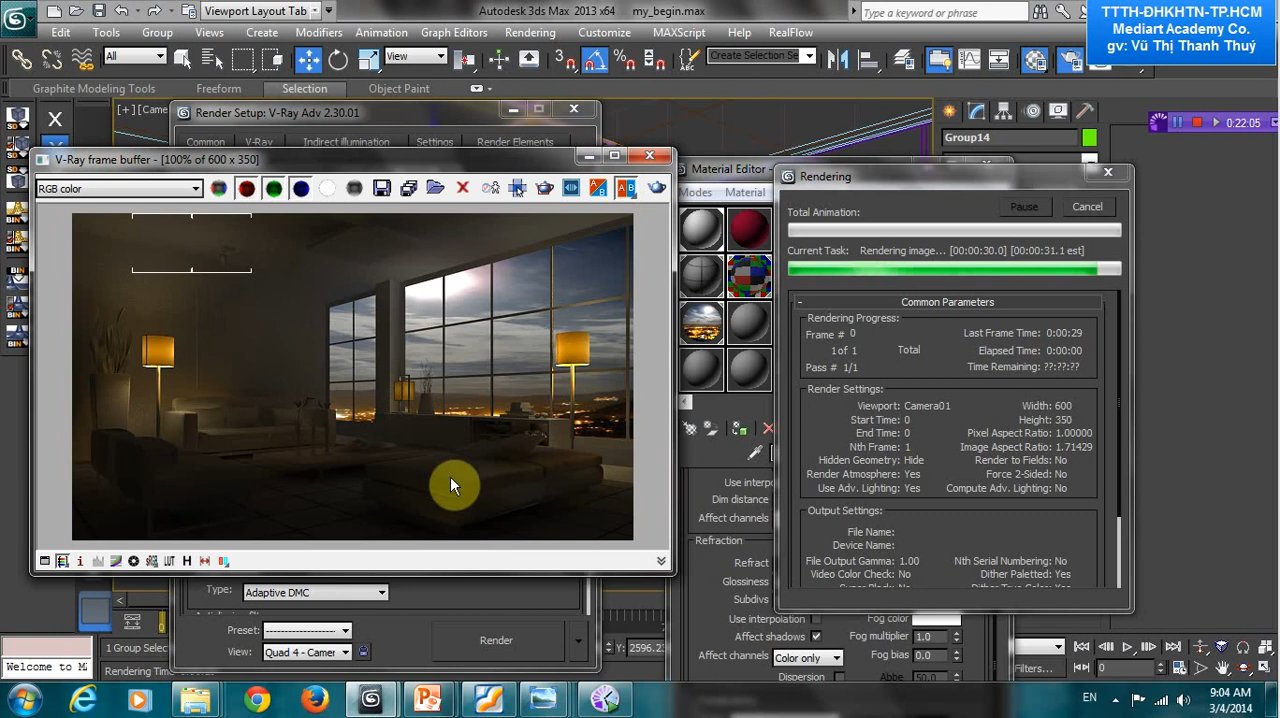 Viewport Layout Tab
Autodesk 3ds Max 2013 x64 my_begin.max
Type a keyword or phrase
TTTH-ĐHKHTN-TP.HCM
Mediart Academy Co.
gv: Vũ Thị Thanh Thuý
Edit Tools Group Views Create Modifiers Animation Graph Editors Rendering Customize MAXScript Help RealFlow
All View Create Selection Se
Graphite Modeling Tools Freeform Selection Object Paint
[+] [Came
Render Setup: V-Ray Adv 2.30.01
Common V-Ray Indirect illumination Settings Render Elements
0:22:05
Group14
V-Ray frame buffer - [100% of 600 x 350]
RGB color
Material Editor -
Modes Material
Rendering
Total Animation:
Pause Cancel
Current Task: Rendering image... [00:00:30.0] [00:00:31.1 est]
Common Parameters
Rendering Progress:
Frame # 0 Last Frame Time: 0:00:29
1 of 1 Total Elapsed Time: 0:00:00
Pass # 1/1 Time Remaining: ??:??:??
Render Settings:
Viewport: Camera01 Width: 600
Start Time: 0 Height: 350
End Time: 0 Pixel Aspect Ratio: 1.00000
Nth Frame: 1 Image Aspect Ratio: 1.71429
Hidden Geometry: Hide Render to Fields: No
Render Atmosphere: Yes Force 2-Sided: No
Use Adv. Lighting: Yes Compute Adv. Lighting: No
Output Settings:
File Name:
Device Name:
File Output Gamma: 1.00 Nth Serial Numbering: No
Video Color Check: No Dither Paletted: Yes
Use interpo
Dim distance
Affect channels
Refraction
Refract
Glossiness
Subdivs
Use interpolation Fog color
Affect shadows Fog multiplier 1.0
Affect channels Color only Fog bias 0.0
Dispersion Abbe 50.0
Type: Adaptive DMC
Preset:
View: Quad 4 - Camer
Render
1 Group Selec
Welcome to M
Rendering Time
Y: 2596.23
Filters...
0
EN
9:04 AM
3/4/2014